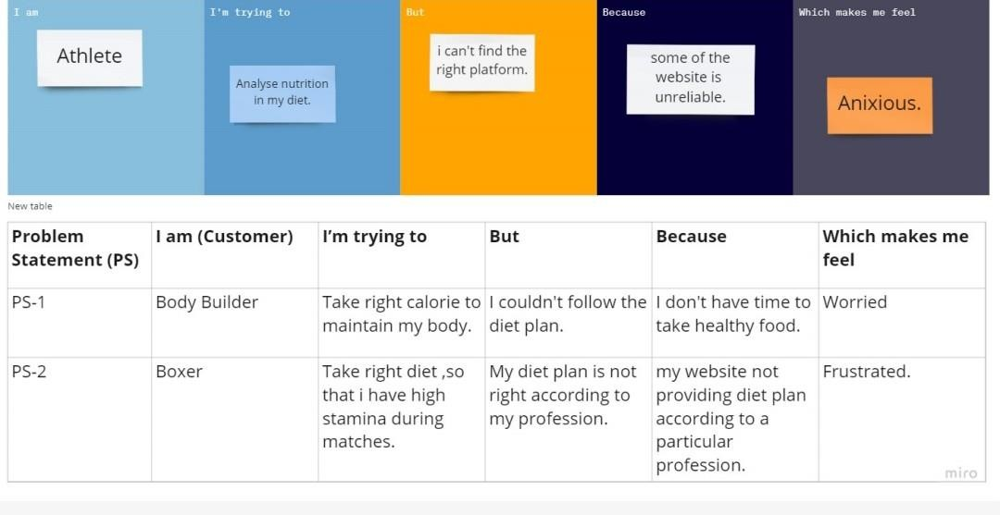 I am
I'm trying to
But
Because
Which makes me feel
Athlete
Analyse nutrition
in my diet.
i can't find the
right platform.
some of the
website is
unreliable.
Anixious.
New table
Problem
Statement (PS)
I am (Customer)
I’m trying to
But
Because
Which makes me
feel
PS-1
Body Builder
Take right calorie to
maintain my body.
I couldn't follow the
diet plan.
I don't have time to
take healthy food.
Worried
PS-2
Boxer
Take right diet ,so
that i have high
stamina during
matches.
My diet plan is not
right according to
my profession.
my website not
providing diet plan
according to a
particular
profession.
Frustrated.
miro